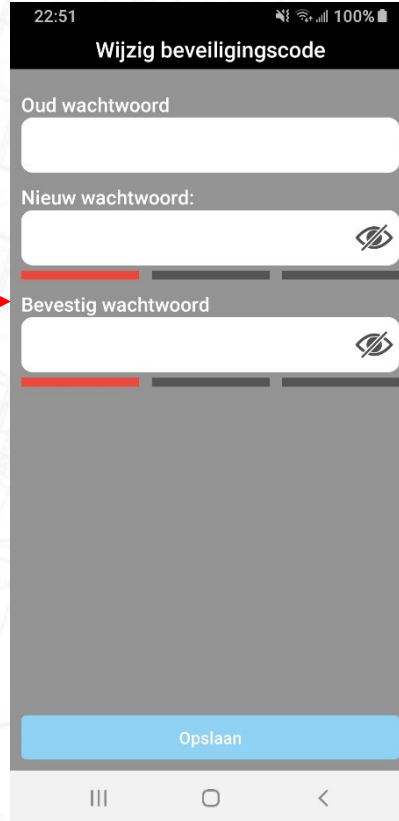 22:51 100%
Wijzig beveiligingscode
Oud wachtwoord
Nieuw wachtwoord:
Bevestig wachtwoord
Opslaan